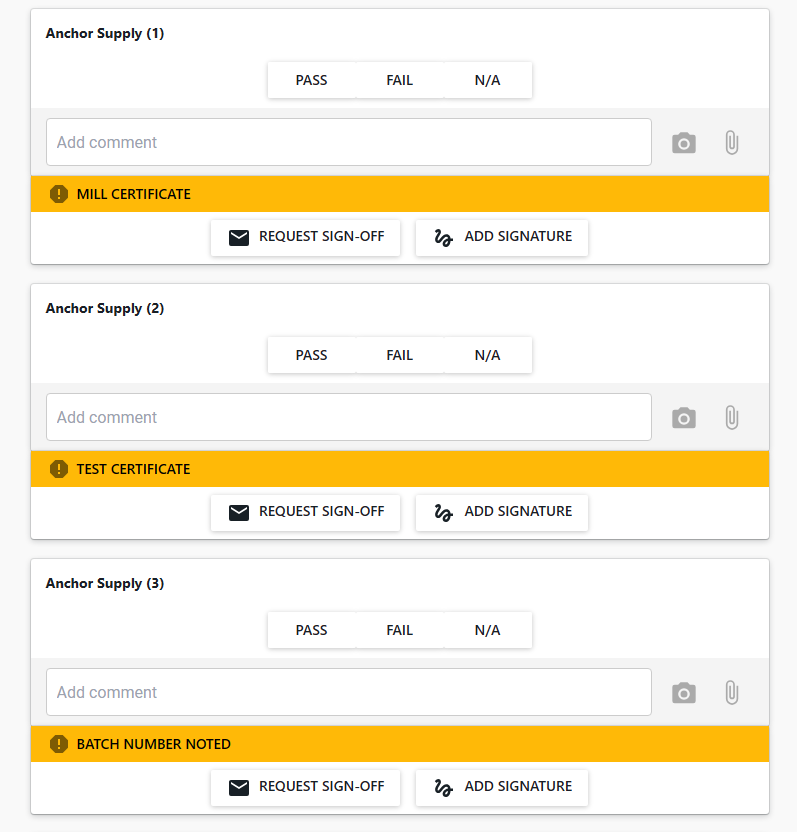 Anchor Supply (1)
PASS FAIL N/A
Add comment
MILL CERTIFICATE
REQUEST SIGN-OFF ADD SIGNATURE
Anchor Supply (2)
PASS FAIL N/A
Add comment
TEST CERTIFICATE
REQUEST SIGN-OFF ADD SIGNATURE
Anchor Supply (3)
PASS FAIL N/A
Add comment
BATCH NUMBER NOTED
REQUEST SIGN-OFF ADD SIGNATURE